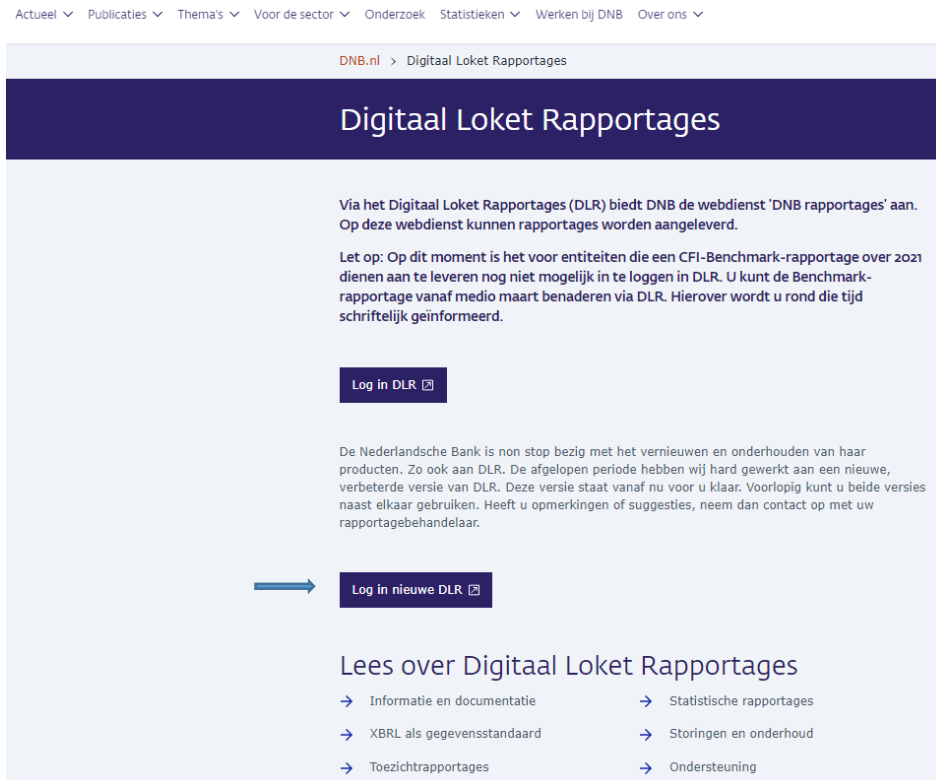 Actueel Publicaties Thema's Voor de sector Onderzoek Statistieken Werken bij DNB Over ons
DNB.nl > Digitaal Loket Rapportages
Digitaal Loket Rapportages
Via het Digitaal Loket Rapportages (DLR) biedt DNB de webdienst 'DNB rapportages' aan.
Op deze webdienst kunnen rapportages worden aangeleverd.
Let op: Op dit moment is het voor entiteiten die een CFI-Benchmark-rapportage over 2021
dienen aan te leveren nog niet mogelijk in te loggen in DLR. U kunt de Benchmark-
rapportage vanaf medio maart benaderen via DLR. Hierover wordt u rond die tijd
schriftelijk geïnformeerd.
Log in DLR
De Nederlandsche Bank is non stop bezig met het vernieuwen en onderhouden van haar
producten. Zo ook aan DLR. De afgelopen periode hebben wij hard gewerkt aan een nieuwe,
verbeterde versie van DLR. Deze versie staat vanaf nu voor u klaar. Voorlopig kunt u beide versies
naast elkaar gebruiken. Heeft u opmerkingen of suggesties, neem dan contact op met uw
rapportagebehandelaar.
Log in nieuwe DLR
Lees over Digitaal Loket Rapportages
Informatie en documentatie
Statistische rapportages
XBRL als gegevensstandaard
Storingen en onderhoud
Toezichtrapportages
Ondersteuning